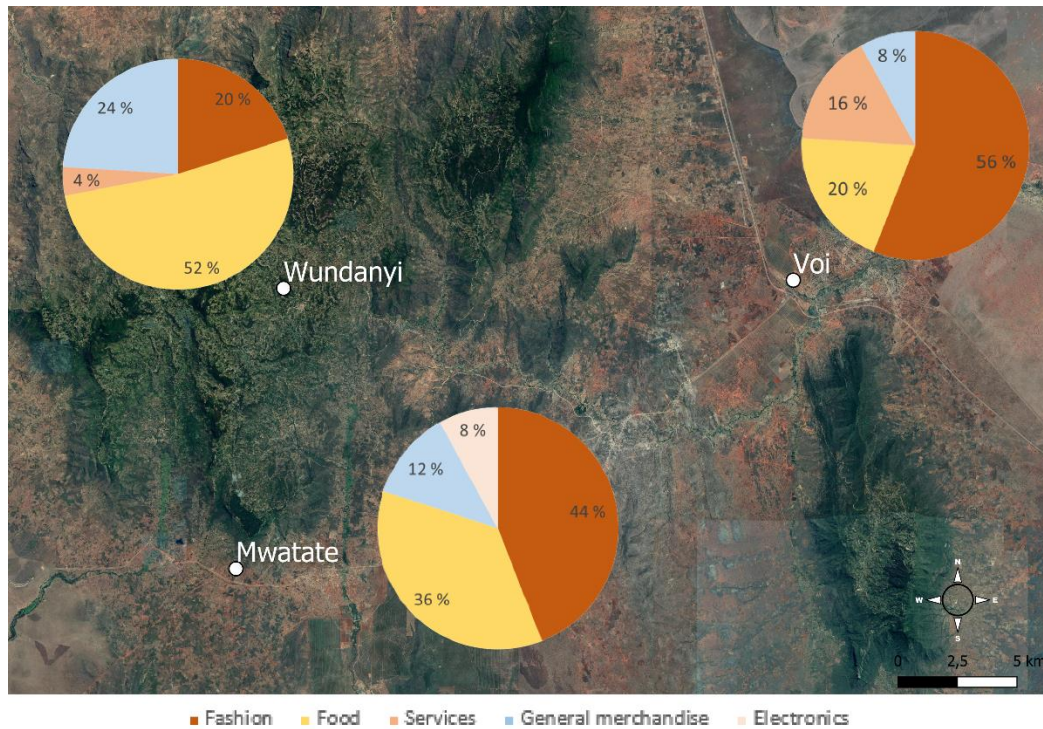 24 %
20 %
4 %
52 %
Wundanyi
8 %
16 %
56 %
20 %
Voi
8 %
12 %
44 %
36 %
Mwatate
N
W E
S
0 2,5 5 km
Fashion Food Services General merchandise Electronics